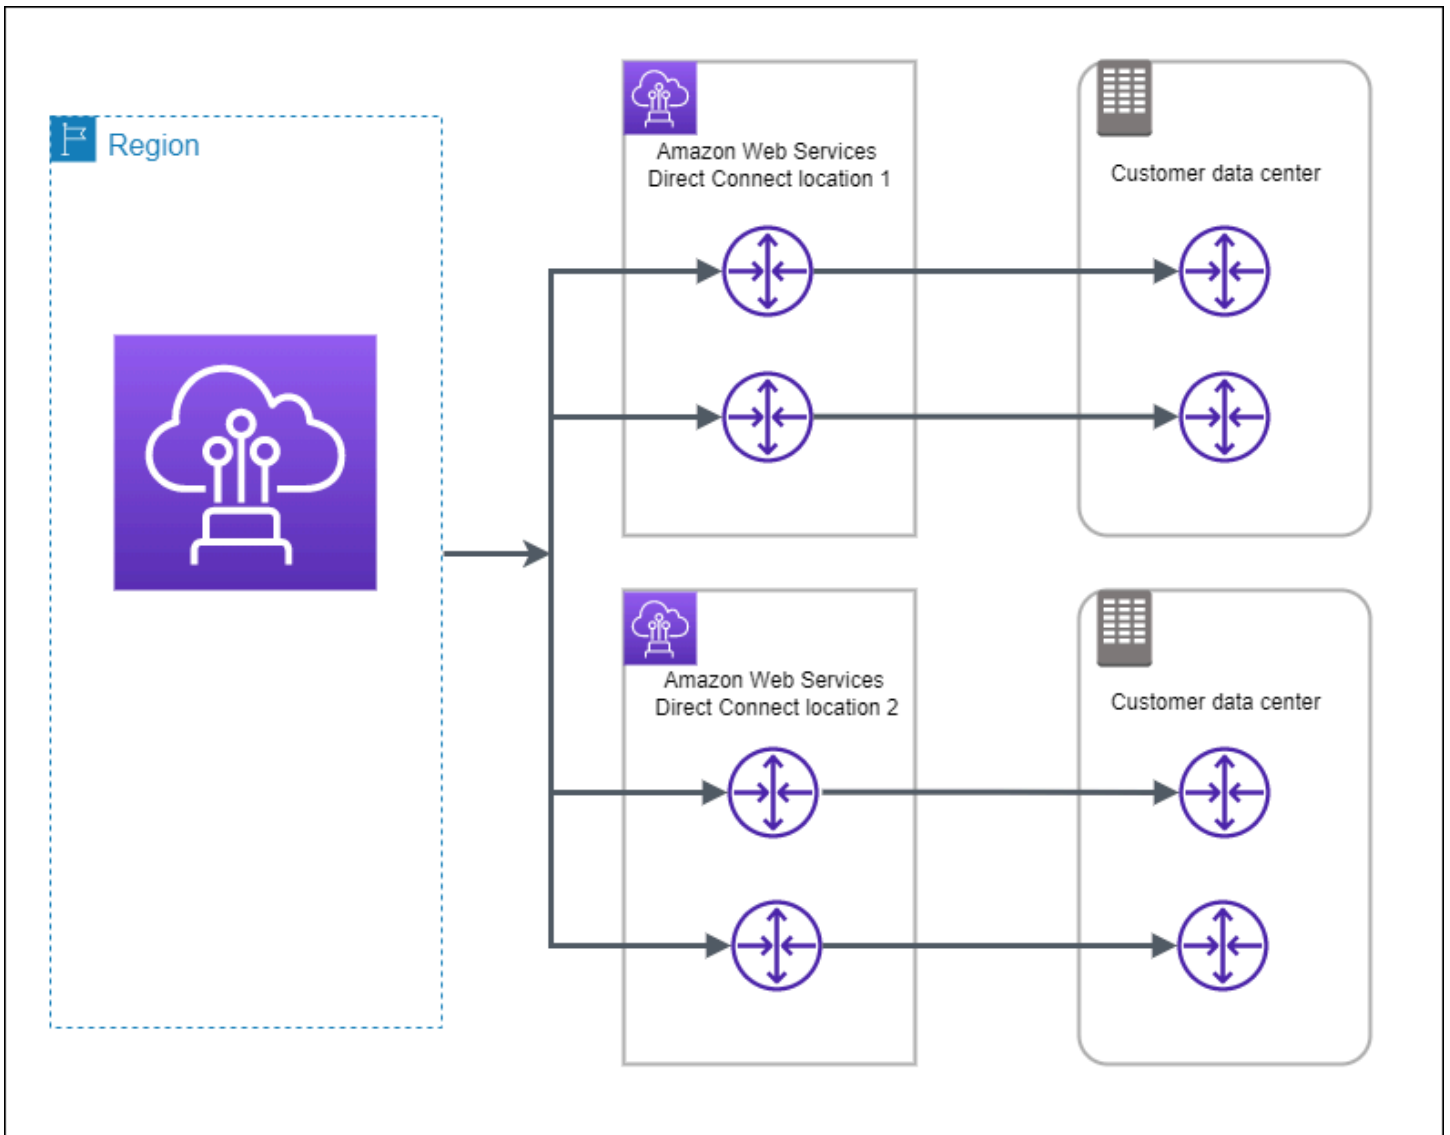 Region
Amazon Web Services
Direct Connect location 1
Customer data center
Amazon Web Services
Direct Connect location 2
Customer data center